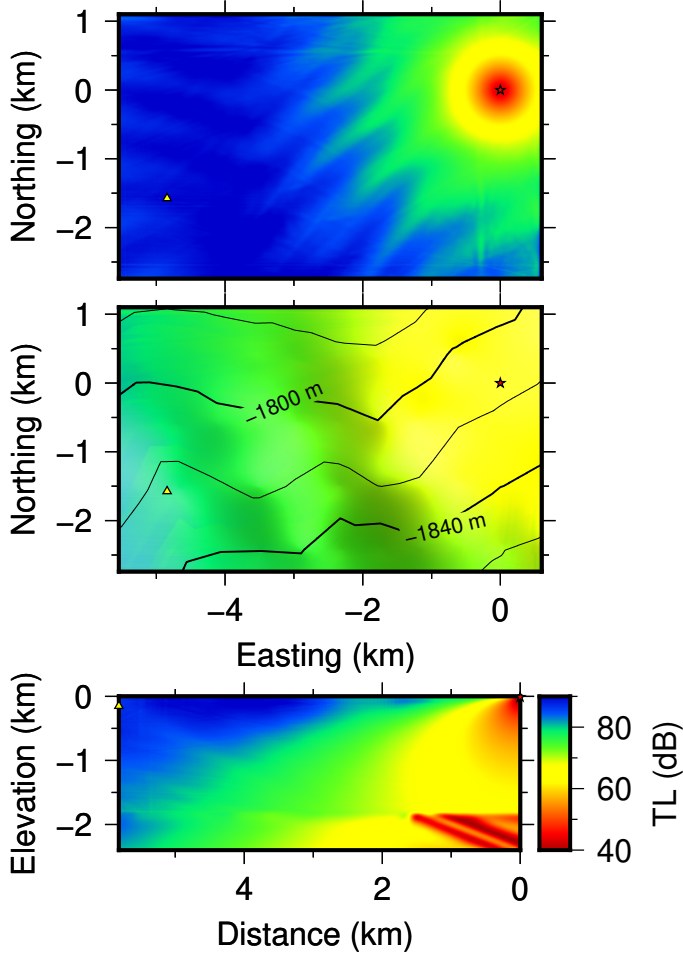 1
0
−1
−2
Northing (km)
1
0
−1
−2
Northing (km)
−1800 m
−1840 m
−4 −2 0
Easting (km)
0
−1
−2
Elevation (km)
4 2 0
Distance (km)
80
60
40
TL (dB)